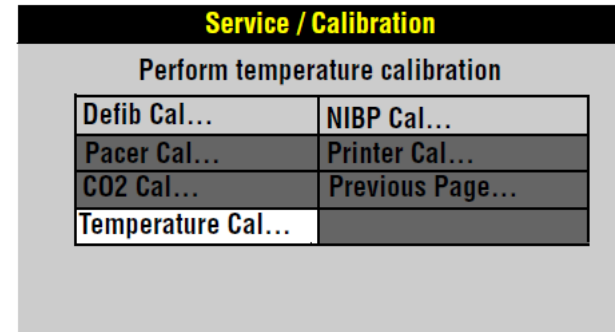 Service / Calibration
Perform temperature calibration
Defib Cal... NIBP Cal...
Pacer Cal... Printer Cal...
CO2 Cal... Previous Page...
Temperature Cal...